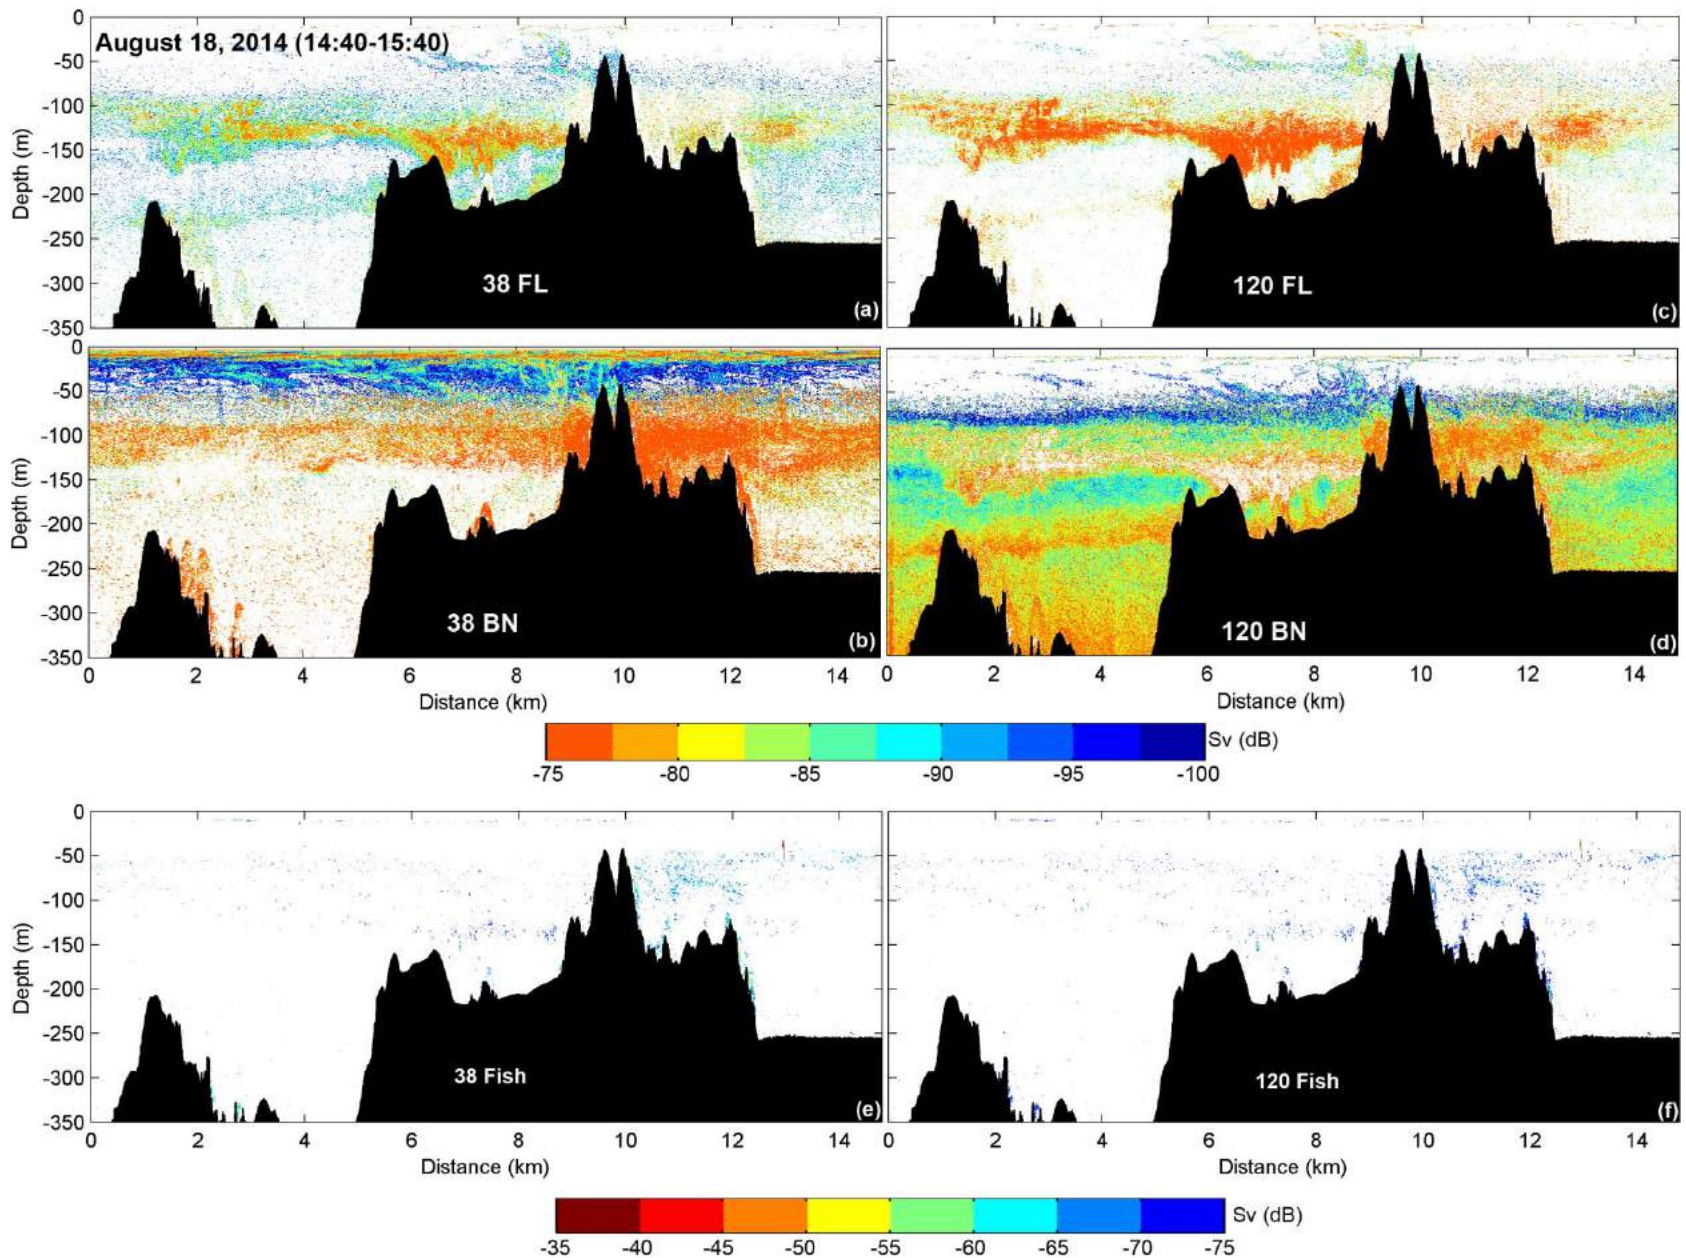 August 18, 2014 (14:40-15:40)
0
-50
-100
-150
-200
-250
-300
-350
Depth (m)
38 FL
(a)
120 FL
(c)
0
-50
-100
-150
-200
-250
-300
-350
Depth (m)
38 BN
(b)
120 BN
(d)
0 2 4 6 8 10 12 14
Distance (km)
0 2 4 6 8 10 12 14
Distance (km)
Sv (dB)
-75 -80 -85 -90 -95 -100
0
-50
-100
-150
-200
-250
-300
-350
Depth (m)
38 Fish
(e)
120 Fish
(f)
0 2 4 6 8 10 12 14
Distance (km)
0 2 4 6 8 10 12 14
Distance (km)
Sv (dB)
-35 -40 -45 -50 -55 -60 -65 -70 -75